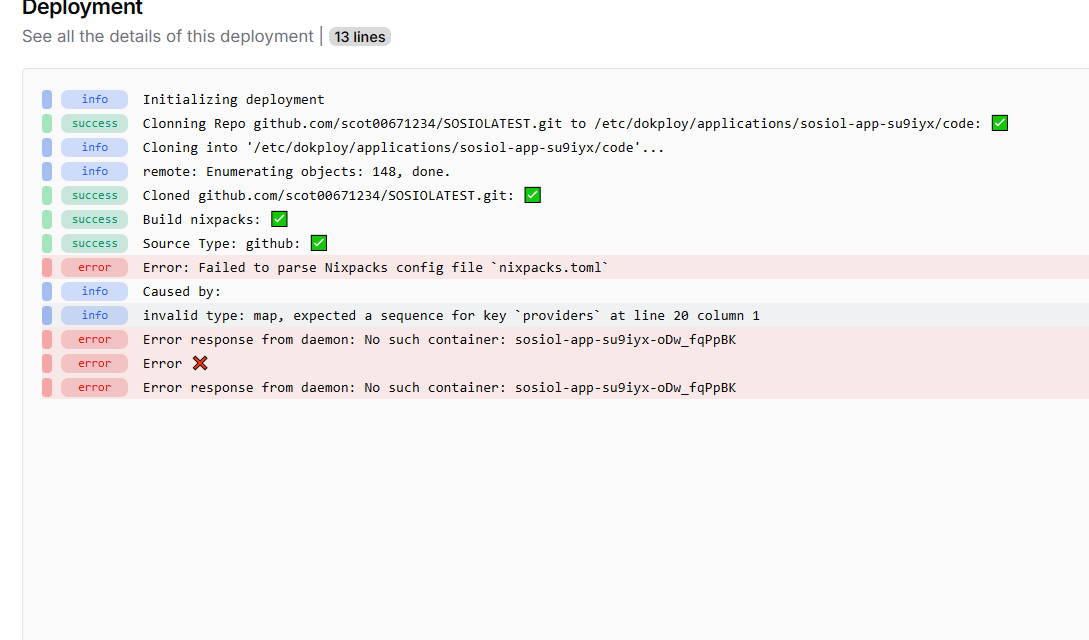 Deployment
See all the details of this deployment | 13 lines
info Initializing deployment
success Clonning Repo github.com/scot00671234/SOSIOLATEST.git to /etc/dokploy/applications/sosiol-app-su9iyx/code: ✅
info Cloning into '/etc/dokploy/applications/sosiol-app-su9iyx/code'...
info remote: Enumerating objects: 148, done.
success Cloned github.com/scot00671234/SOSIOLATEST.git: ✅
success Build nixpacks: ✅
success Source Type: github: ✅
error Error: Failed to parse Nixpacks config file `nixpacks.toml`
info Caused by:
info invalid type: map, expected a sequence for key `providers` at line 20 column 1
error Error response from daemon: No such container: sosiol-app-su9iyx-oDw_fqPpBK
error Error ❌
error Error response from daemon: No such container: sosiol-app-su9iyx-oDw_fqPpBK